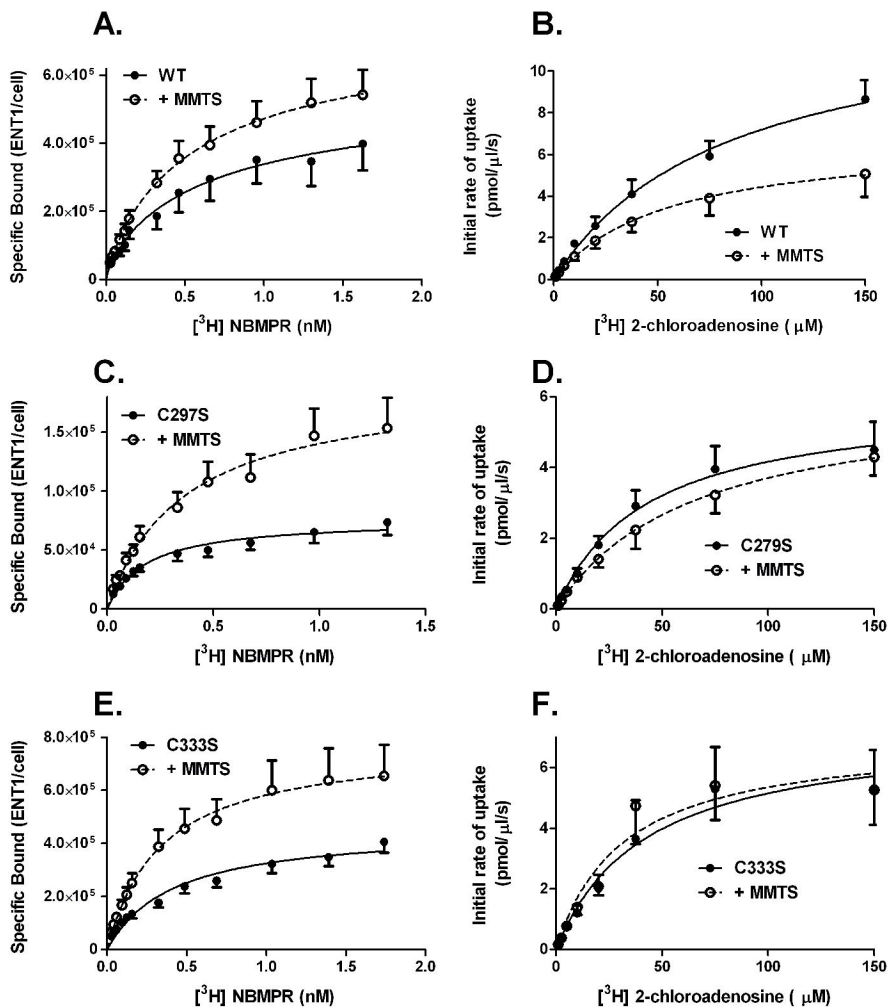 A.
Specific Bound (ENT1/cell)
6.0×10⁵
4.0×10⁵
2.0×10⁵
0
WT
+ MMTS
0.0 0.5 1.0 1.5 2.0
[³H] NBMPR (nM)
B.
Initial rate of uptake
(pmol/µl/s)
10
8
6
4
2
0
WT
+ MMTS
50 100 150
[³H] 2-chloroadenosine ( µM)
C.
Specific Bound (ENT1/cell)
1.5×10⁵
1.0×10⁵
5.0×10⁴
0
C297S
+ MMTS
0.0 0.5 1.0 1.5
[³H] NBMPR (nM)
D.
Initial rate of uptake
(pmol/µl/s)
6
4
2
0
C279S
+ MMTS
0 50 100 150
[³H] 2-chloroadenosine ( µM)
E.
Specific Bound (ENT1/cell)
8.0×10⁵
6.0×10⁵
4.0×10⁵
2.0×10⁵
0
C333S
+ MMTS
0.0 0.5 1.0 1.5 2.0
[³H] NBMPR (nM)
F.
Initial rate of uptake
(pmol/µl/s)
8
6
4
2
0
C333S
+ MMTS
0 50 100 150
[³H] 2-chloroadenosine ( µM)